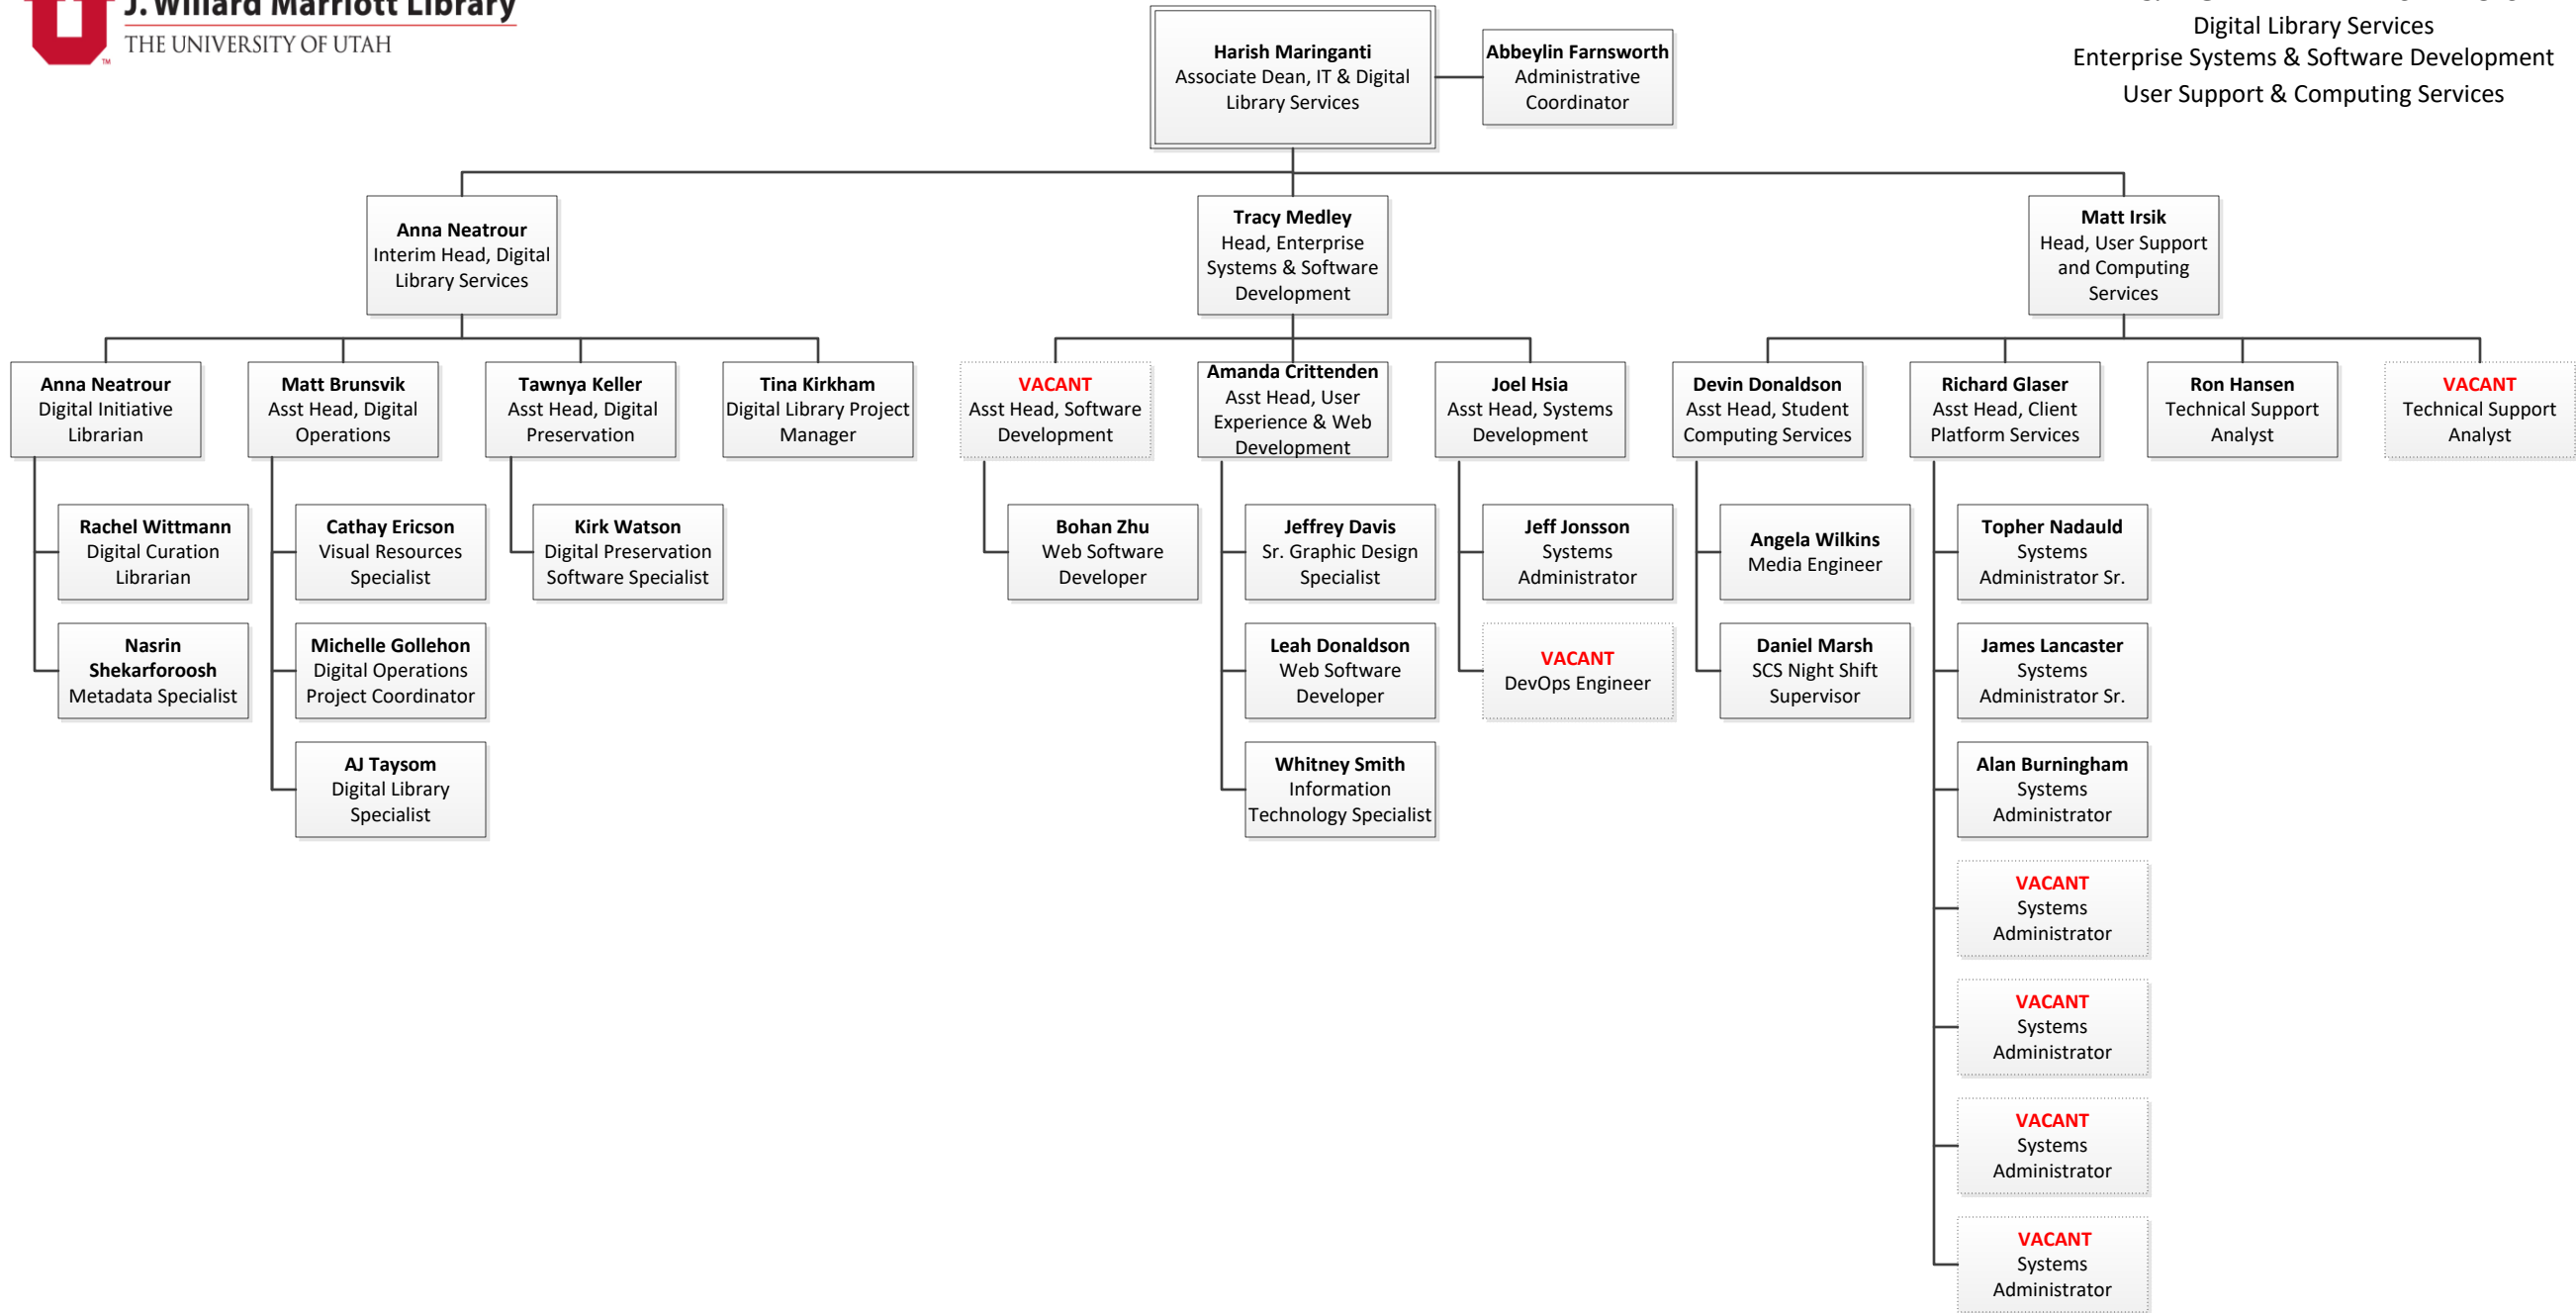 J. Willard Marriott Library
THE UNIVERSITY OF UTAH
TM
Digital Library Services
Enterprise Systems & Software Development
User Support & Computing Services
Harish Maringanti
Associate Dean, IT & Digital
Library Services
Abbeylin Farnsworth
Administrative
Coordinator
Anna Neatrour
Interim Head, Digital
Library Services
Tracy Medley
Head, Enterprise
Systems & Software
Development
Matt Irsik
Head, User Support
and Computing
Services
Anna Neatrour
Digital Initiative
Librarian
Matt Brunsvik
Asst Head, Digital
Operations
Tawnya Keller
Asst Head, Digital
Preservation
Tina Kirkham
Digital Library Project
Manager
VACANT
Asst Head, Software
Development
Amanda Crittenden
Asst Head, User
Experience & Web
Development
Joel Hsia
Asst Head, Systems
Development
Devin Donaldson
Asst Head, Student
Computing Services
Richard Glaser
Asst Head, Client
Platform Services
Ron Hansen
Technical Support
Analyst
VACANT
Technical Support
Analyst
Rachel Wittmann
Digital Curation
Librarian
Nasrin
Shekarforoosh
Metadata Specialist
Cathay Ericson
Visual Resources
Specialist
Michelle Gollehon
Digital Operations
Project Coordinator
AJ Taysom
Digital Library
Specialist
Kirk Watson
Digital Preservation
Software Specialist
Bohan Zhu
Web Software
Developer
Jeffrey Davis
Sr. Graphic Design
Specialist
Leah Donaldson
Web Software
Developer
Whitney Smith
Information
Technology Specialist
Jeff Jonsson
Systems
Administrator
VACANT
DevOps Engineer
Angela Wilkins
Media Engineer
Daniel Marsh
SCS Night Shift
Supervisor
Topher Nadauld
Systems
Administrator Sr.
James Lancaster
Systems
Administrator Sr.
Alan Burningham
Systems
Administrator
VACANT
Systems
Administrator
VACANT
Systems
Administrator
VACANT
Systems
Administrator
VACANT
Systems
Administrator